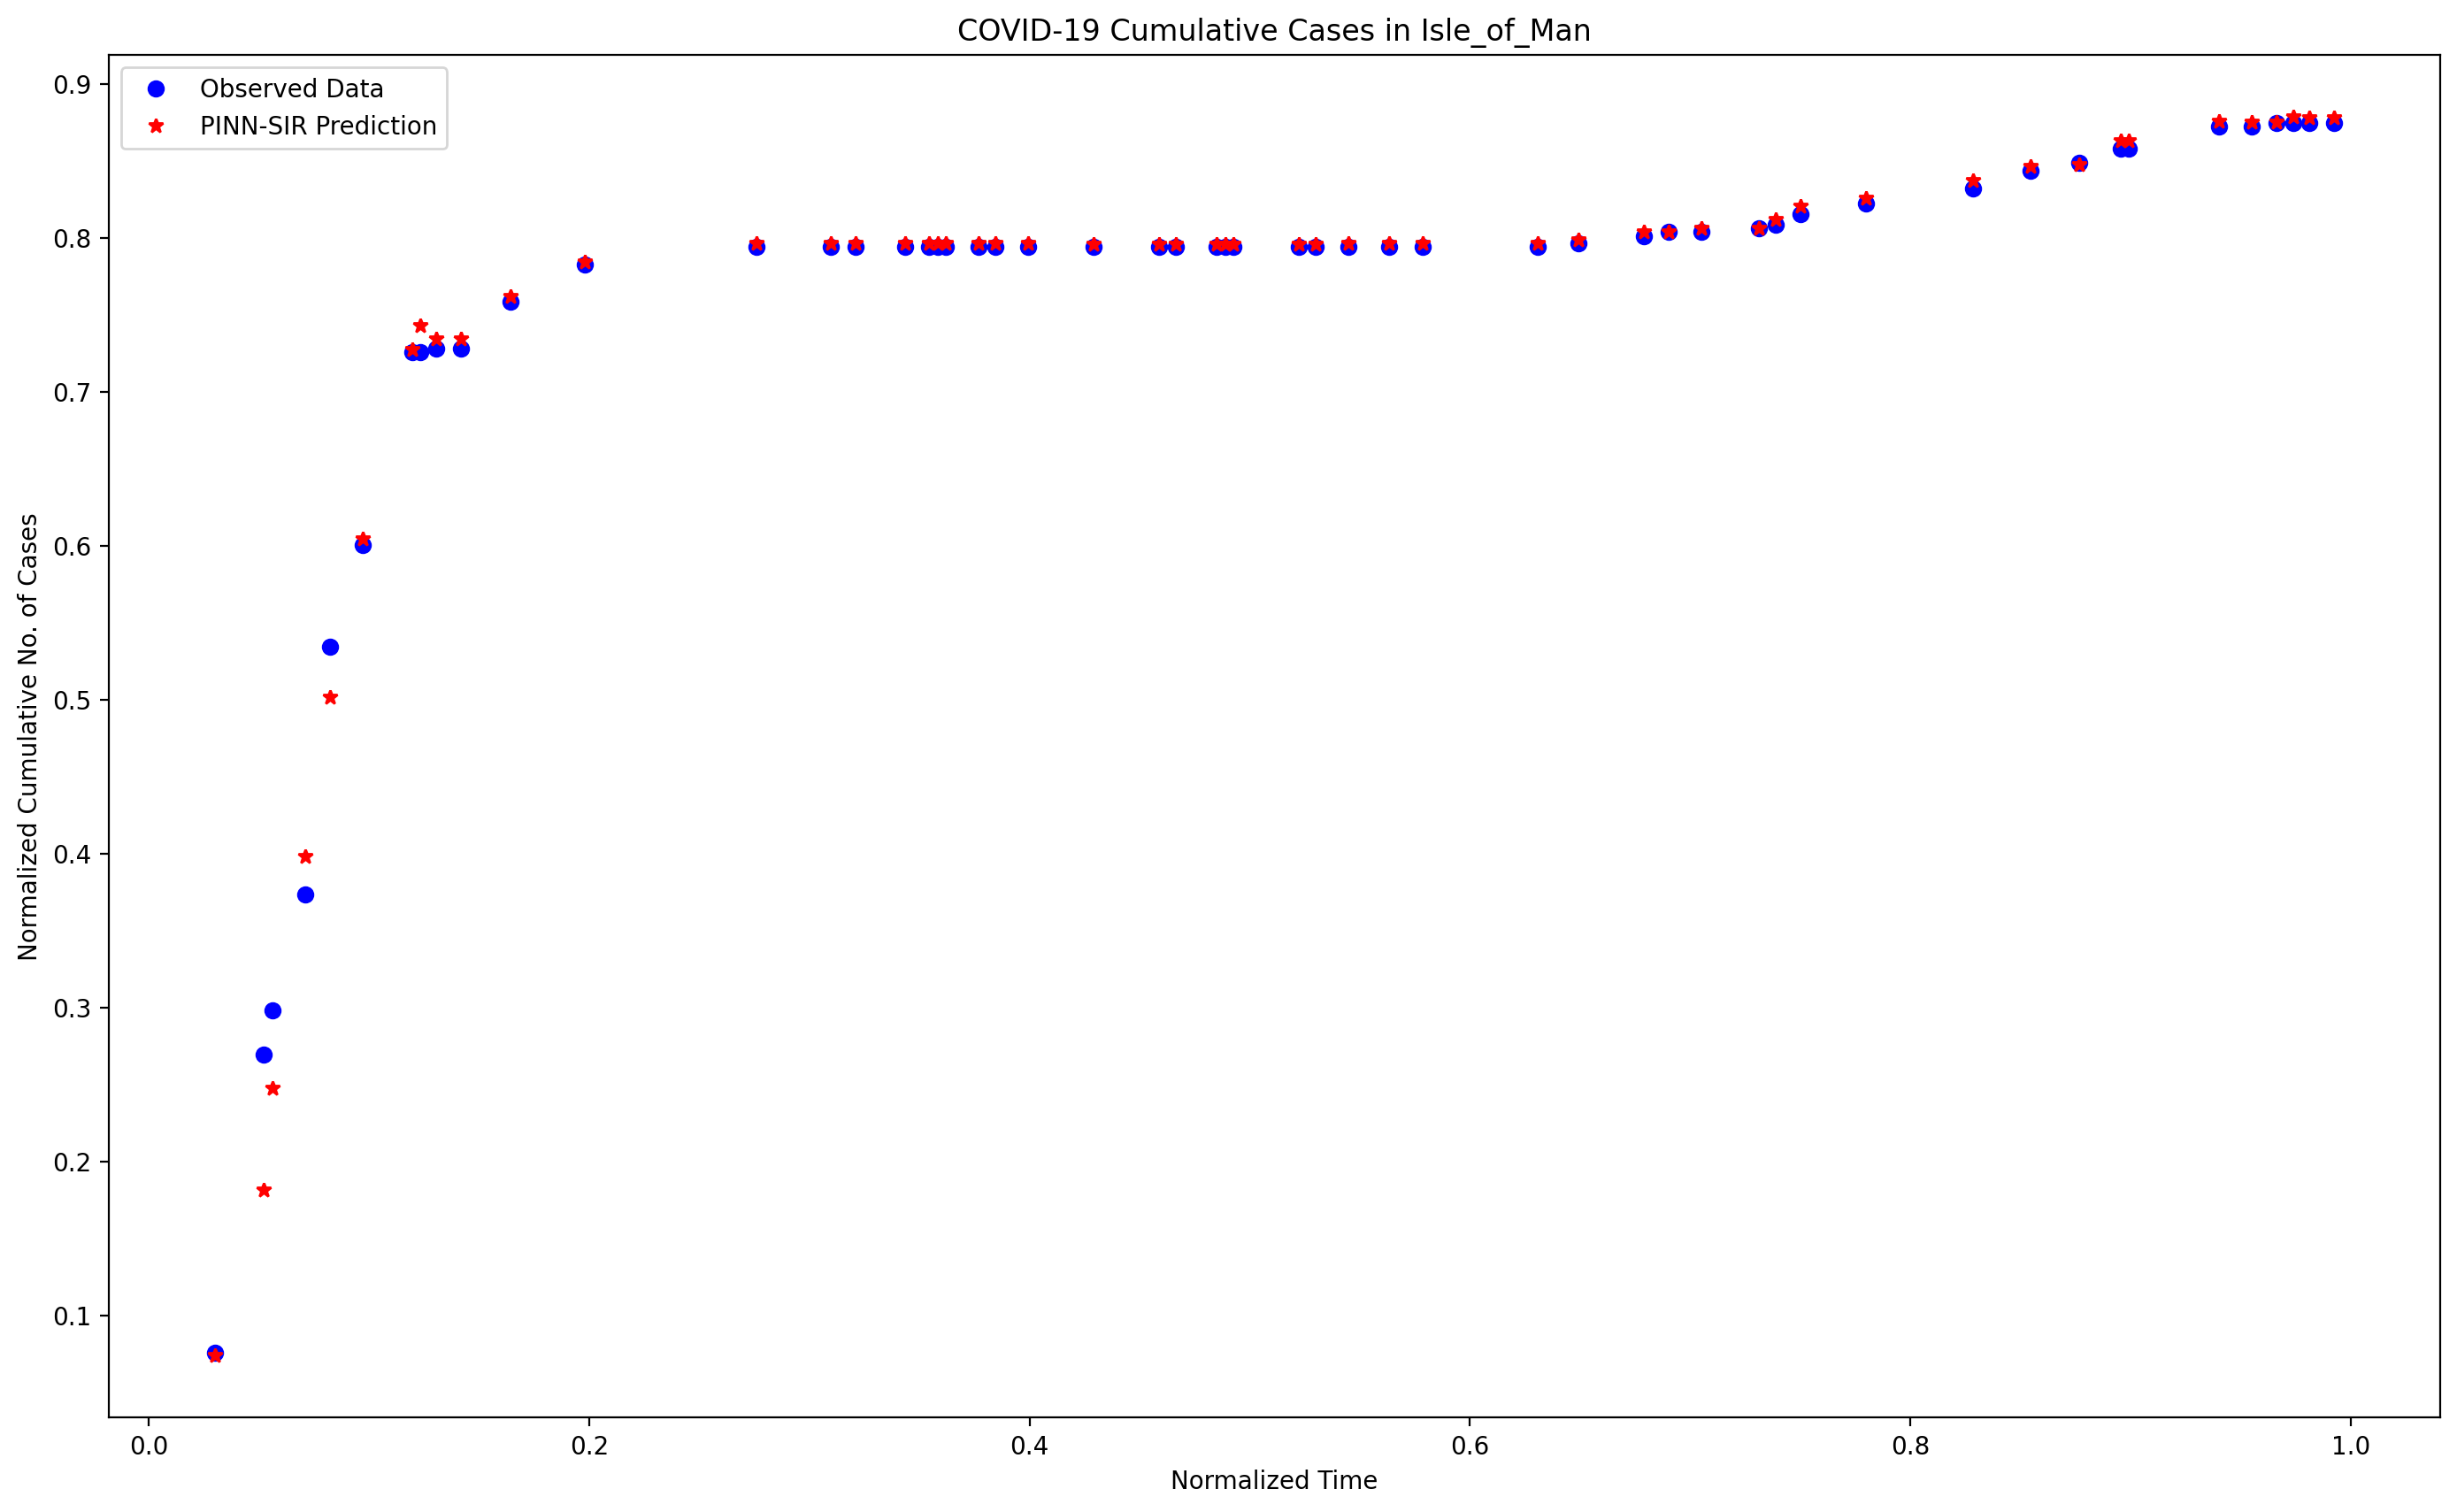 COVID-19 Cumulative Cases in Isle_of_Man
Observed Data
PINN-SIR Prediction
Normalized Cumulative No. of Cases
0.9
0.8
0.7
0.6
0.5
0.4
0.3
0.2
0.1
0.0 0.2 0.4 0.6 0.8 1.0
Normalized Time